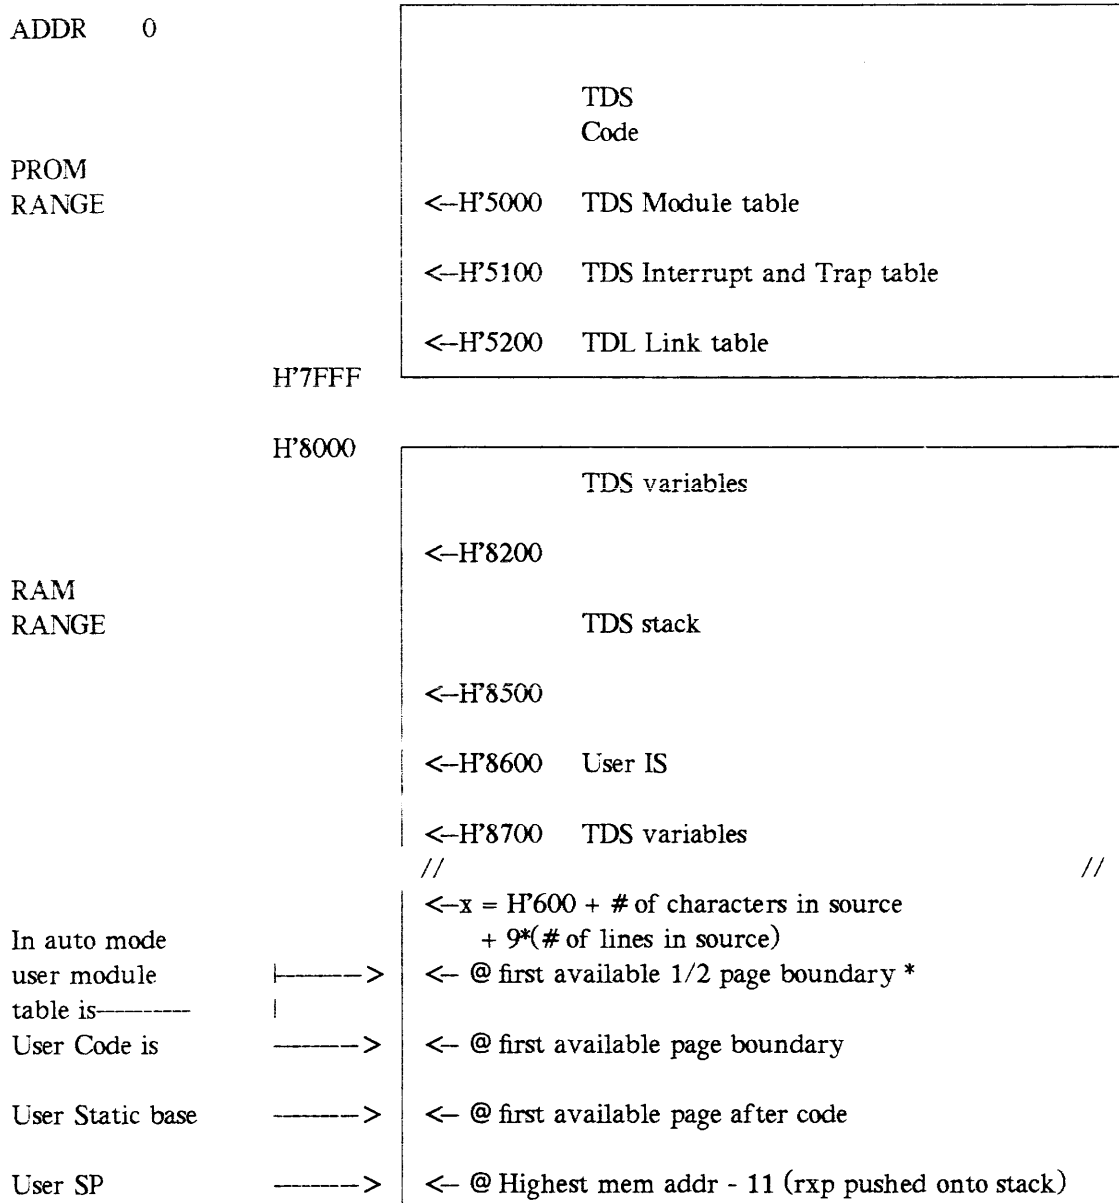 ADDR 0
TDS
Code
PROM
RANGE <-H'5000 TDS Module table
<-H'5100 TDS Interrupt and Trap table
<-H'5200 TDL Link table
H'7FFF
H'8000
TDS variables
<-H'8200
RAM
RANGE TDS stack
<-H'8500
<-H'8600 User IS
<-H'8700 TDS variables
// //
<-x = H'600 + # of characters in source
In auto mode + 9*(# of lines in source)
user module |-----> <- @ first available 1/2 page boundary *
table is---------- |
User Code is ------> <- @ first available page boundary
User Static base ------> <- @ first available page after code
User SP ------> <- @ Highest mem addr - 11 (rxp pushed onto stack)